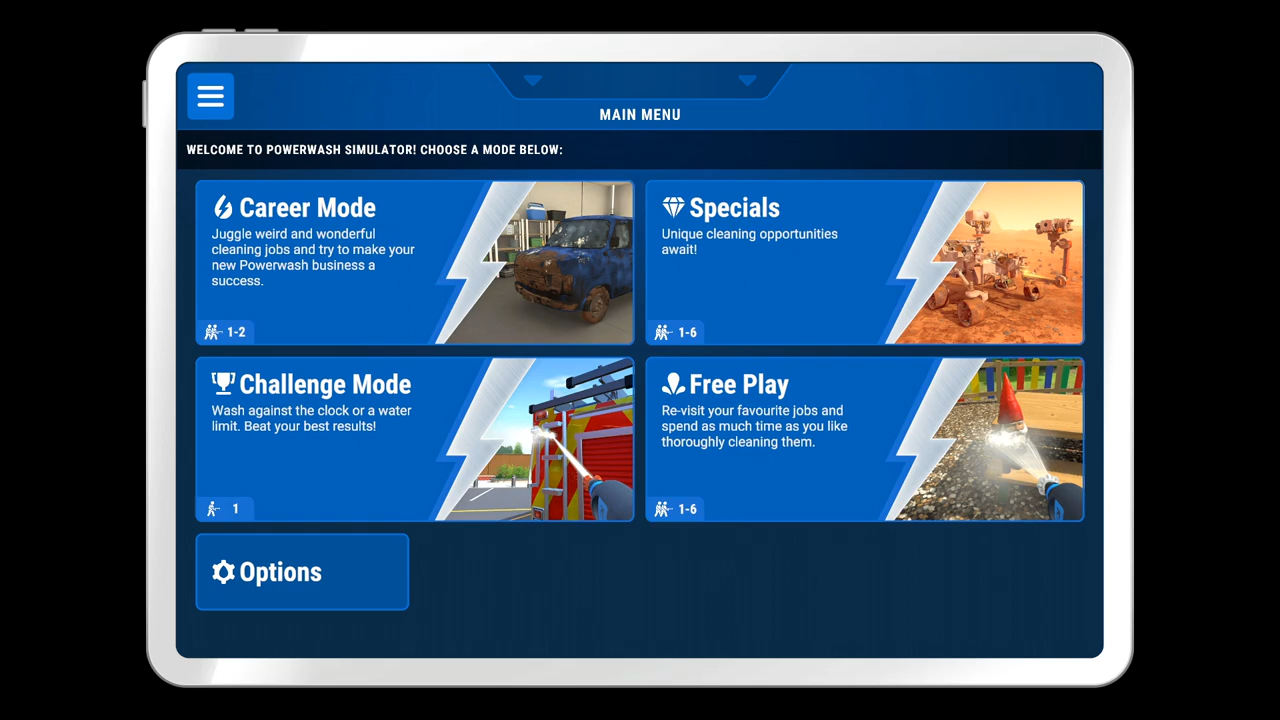 MAIN MENU
WELCOME TO POWERWASH SIMULATOR! CHOOSE A MODE BELOW:
Career Mode
Juggle weird and wonderful
cleaning jobs and try to make your
new Powerwash business a
success.
1-2
Specials
Unique cleaning opportunities
await!
1-6
Challenge Mode
Wash against the clock or a water
limit. Beat your best results!
1
Free Play
Re-visit your favourite jobs and
spend as much time as you like
thoroughly cleaning them.
1-6
Options